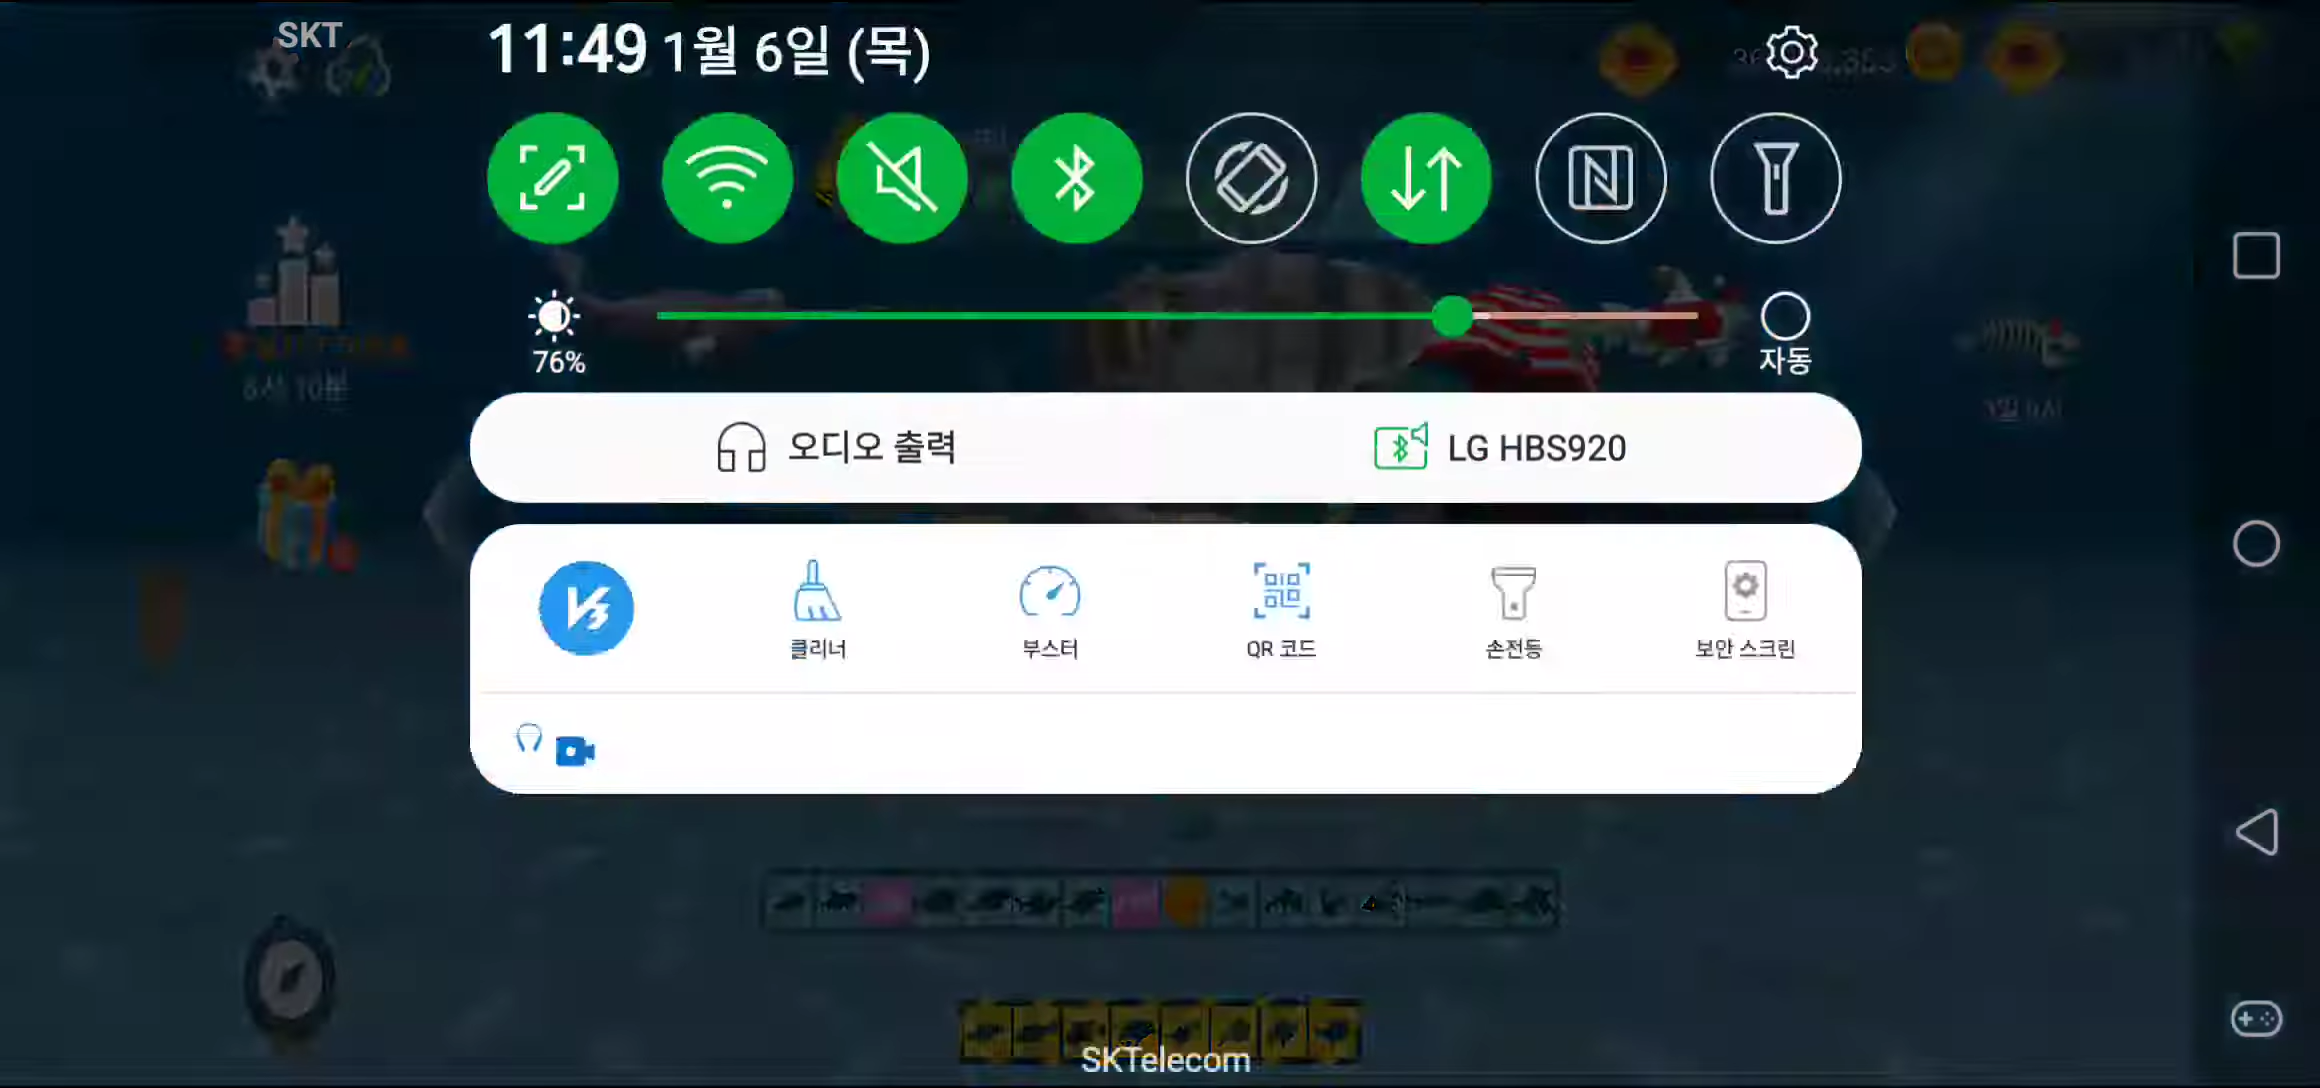 SKT
11:49 1월 6일 (목)
76%
자동
오디오 출력
LG HBS920
V3
클리너
부스터
QR 코드
손전등
보안 스크린
SKTelecom